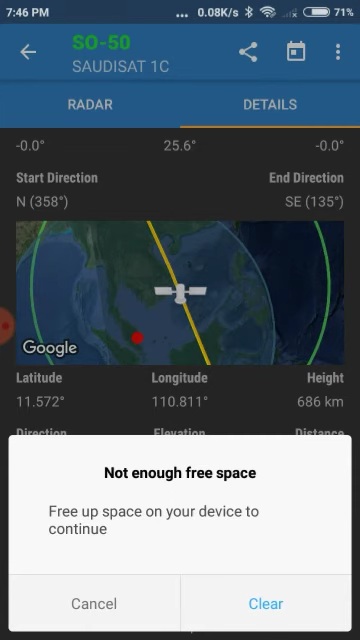 7:46 PM ... 0.08K/s 71%
SO-50
SAUDISAT 1C
RADAR DETAILS
-0.0° 25.6° -0.0°
Start Direction End Direction
N (358°) SE (135°)
Google
Latitude Longitude Height
11.572° 110.811° 686 km
Direction Elevation Distance
Not enough free space
Free up space on your device to
continue
Cancel Clear